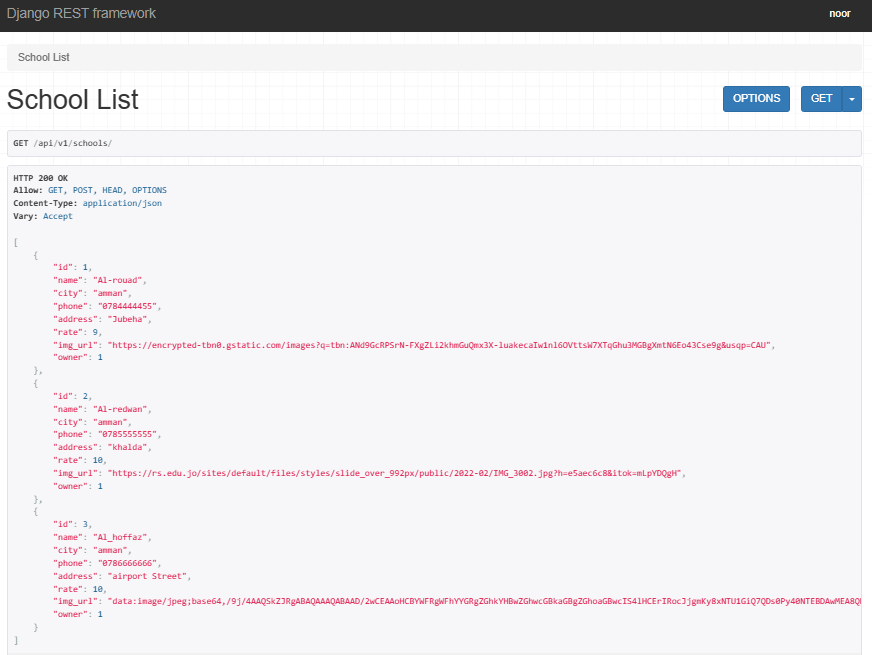 Django REST framework
noor
School List
School List
OPTIONS
GET
GET /api/v1/schools/
HTTP 200 OK
Allow: GET, POST, HEAD, OPTIONS
Content-Type: application/json
Vary: Accept
[
{
"id": 1,
"name": "Al-rouad",
"city": "amman",
"phone": "0784444455",
"address": "Jubeha",
"rate": 9,
"img_url": "https://encrypted-tbn0.gstatic.com/images?q=tbn:ANd9GcRPSrN-FXgZLi2khmGuQmx3X-luakecaIw1nl6OVttsW7XTqGhu3MGBgXmtN6Eo43Cse9g&usqp=CAU",
"owner": 1
},
{
"id": 2,
"name": "Al-redwan",
"city": "amman",
"phone": "0785555555",
"address": "khalda",
"rate": 10,
"img_url": "https://rs.edu.jo/sites/default/files/styles/slide_over_992px/public/2022-02/IMG_3002.jpg?h=e5aec6c8&itok=mLpYDQgH",
"owner": 1
},
{
"id": 3,
"name": "Al_hoffaz",
"city": "amman",
"phone": "0786666666",
"address": "airport Street",
"rate": 10,
"img_url": "data:image/jpeg;base64,/9j/4AAQSkZJRgABAQAAAQABAAD/2wCEAAoHCBYWFRgWFhYYGRgZGhkYHBwZGhwcGBkaGBgZGhoaGBwcIS4lHCErIRocJjgmKy8xNTU1GiQ7QDs0Py40NTEBDAwMEA8Q
"owner": 1
}
]